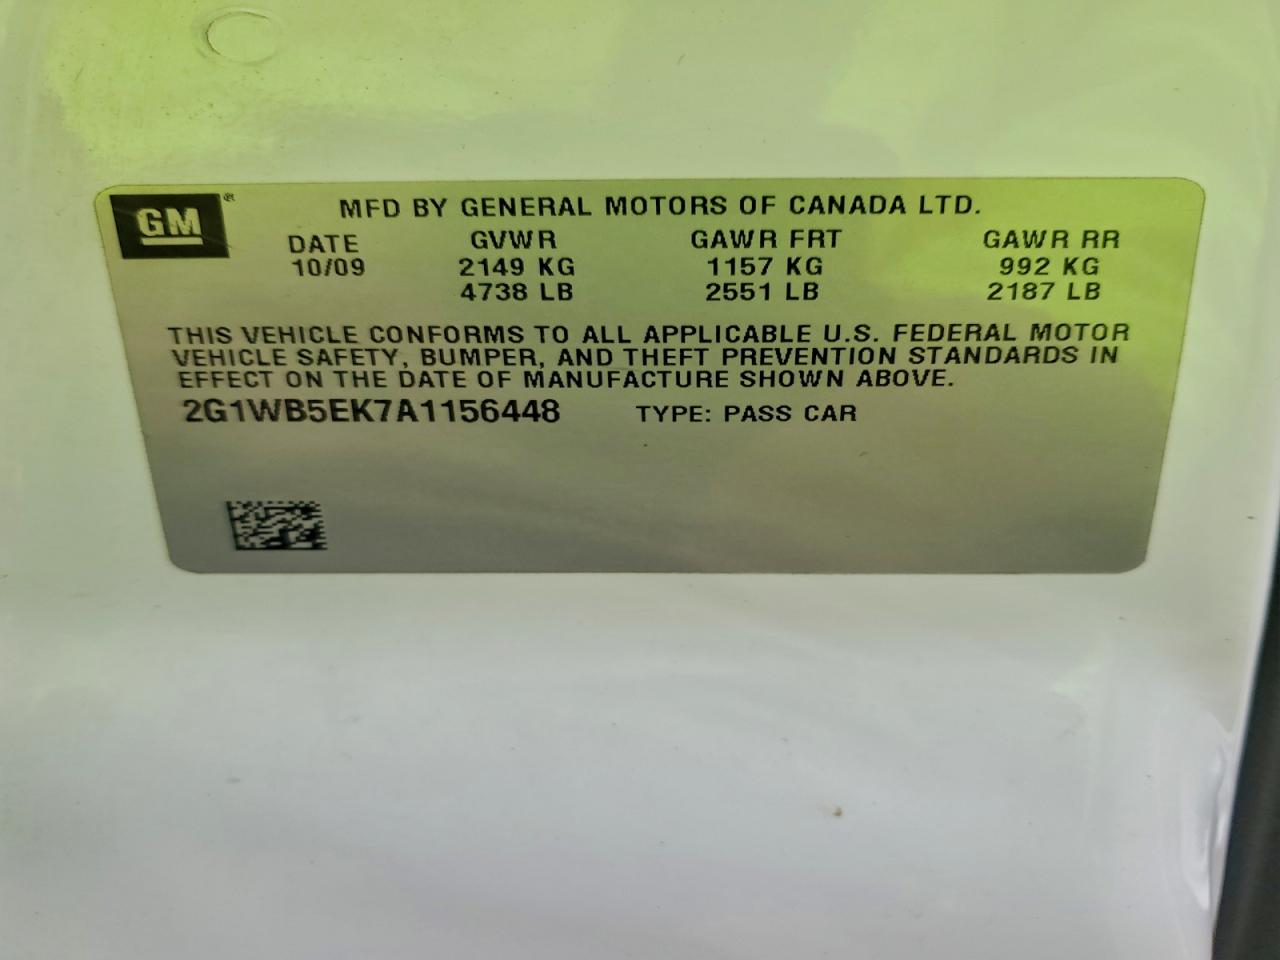 GM®
MFD BY GENERAL MOTORS OF CANADA LTD.
DATE GVWR GAWR FRT GAWR RR
10/09 2149 KG 1157 KG 992 KG
4738 LB 2551 LB 2187 LB
THIS VEHICLE CONFORMS TO ALL APPLICABLE U.S. FEDERAL MOTOR
VEHICLE SAFETY, BUMPER, AND THEFT PREVENTION STANDARDS IN
EFFECT ON THE DATE OF MANUFACTURE SHOWN ABOVE.
2G1WB5EK7A1156448 TYPE: PASS CAR